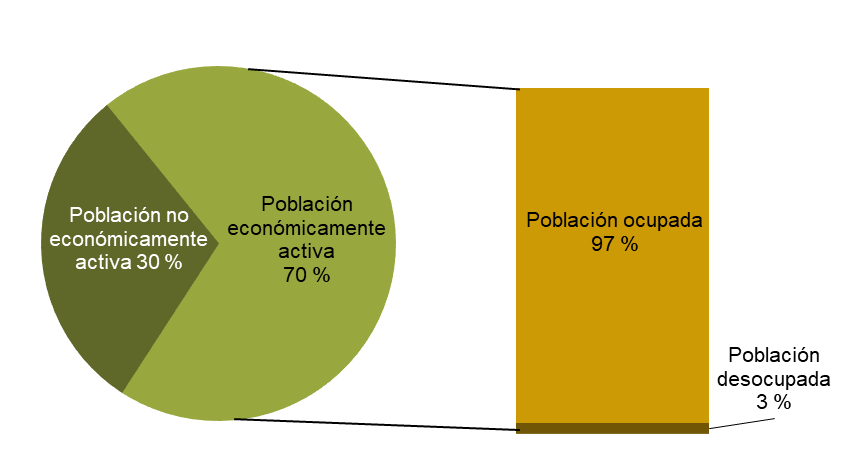 Población no
económicamente
activa 30 %
Población
económicamente
activa
70 %
Población ocupada
97 %
Población
desocupada
3 %